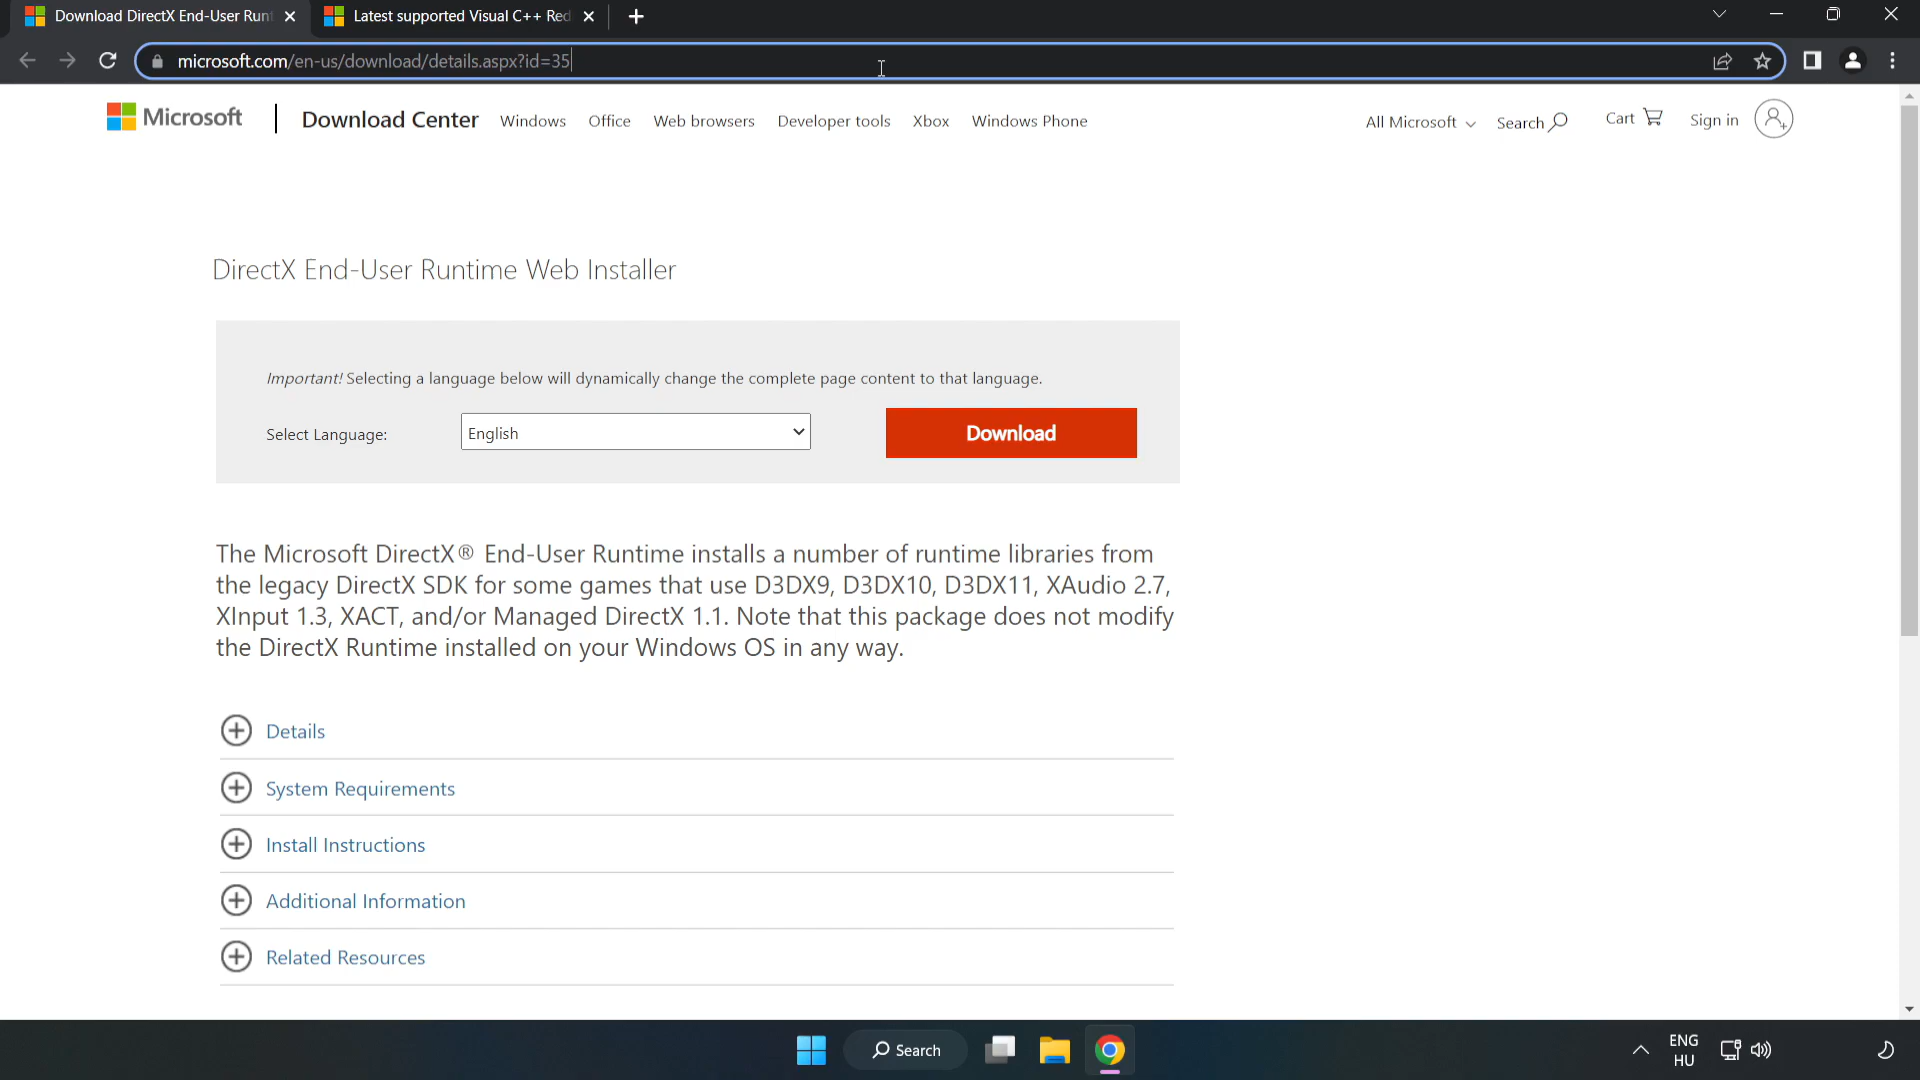 Download DirectX End-User Runt
Latest supported Visual C++ Red
microsoft.com/en-us/download/details.aspx?id=35
Microsoft
Download Center
Windows
Office
Web browsers
Developer tools
Xbox
Windows Phone
All Microsoft
Search
Cart
Sign in
DirectX End-User Runtime Web Installer
Important! Selecting a language below will dynamically change the complete page content to that language.
Select Language:
English
Download
The Microsoft DirectX® End-User Runtime installs a number of runtime libraries from
the legacy DirectX SDK for some games that use D3DX9, D3DX10, D3DX11, XAudio 2.7,
XInput 1.3, XACT, and/or Managed DirectX 1.1. Note that this package does not modify
the DirectX Runtime installed on your Windows OS in any way.
Details
System Requirements
Install Instructions
Additional Information
Related Resources
Search
ENG
HU